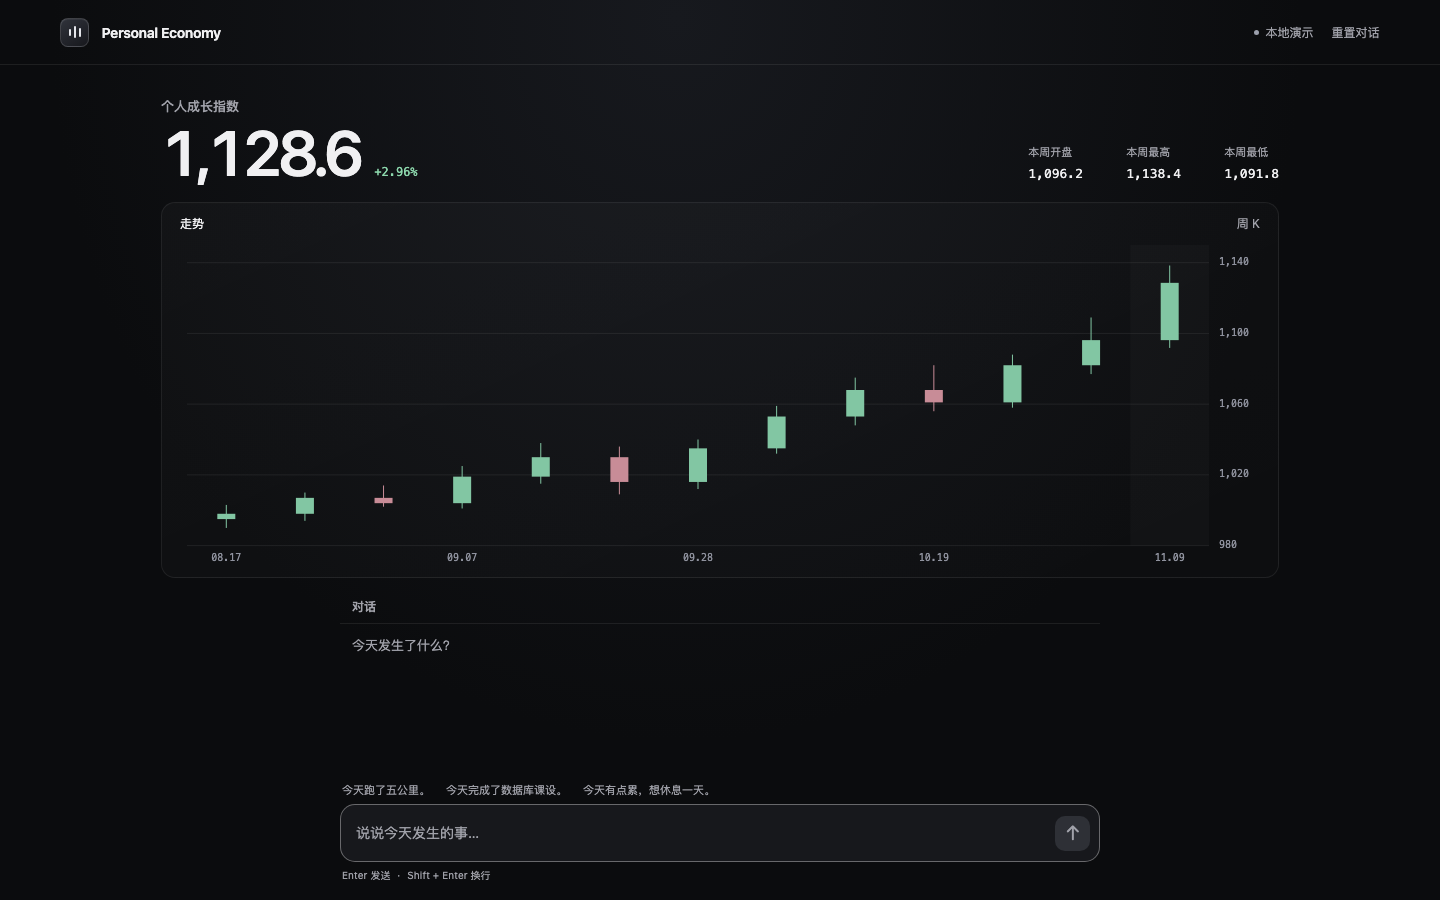 Personal Economy
本地演示 重置对话
个人成长指数
1,128.6 +2.96%
本周开盘 本周最高 本周最低
1,096.2 1,138.4 1,091.8
走势 周 K
1,140
1,100
1,060
1,020
980
08.17 09.07 09.28 10.19 11.09
对话
今天发生了什么？
今天跑了五公里。 今天完成了数据库课设。 今天有点累，想休息一天。
说说今天发生的事...
Enter 发送 · Shift + Enter 换行